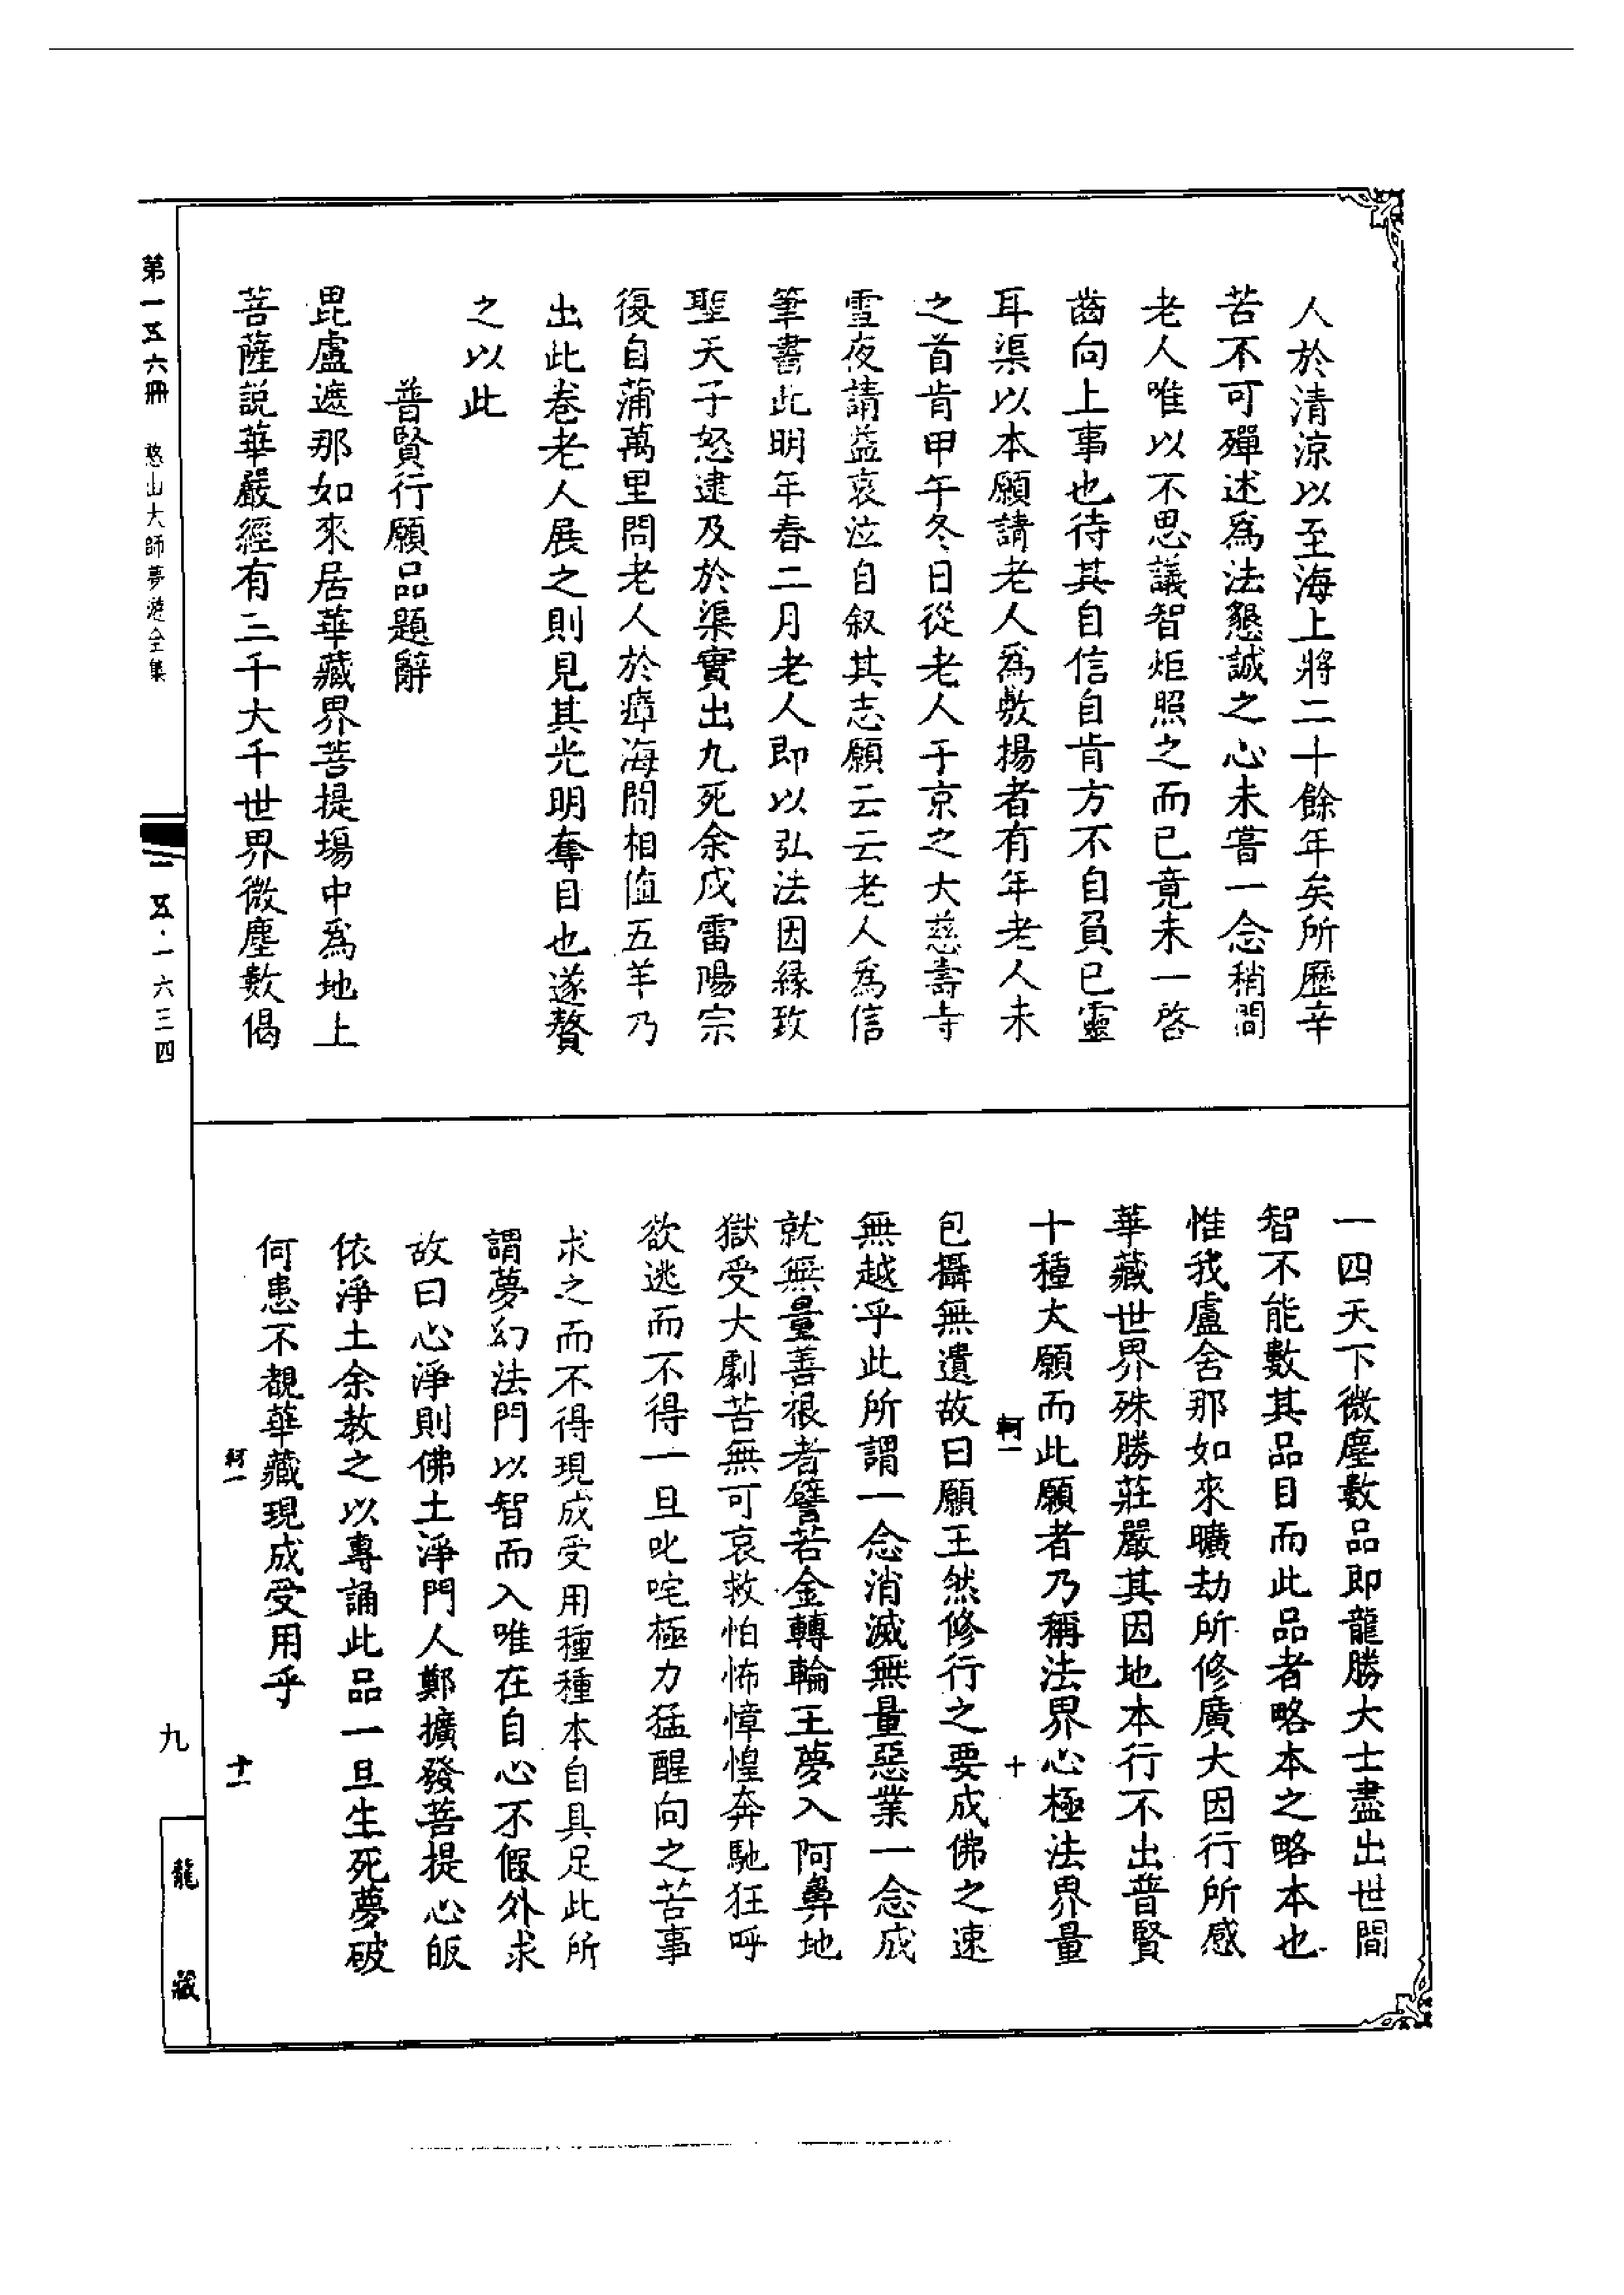 人於清涼以至海上將二十餘年矣所歷辛
苦不可殫述爲法懇誠之心未嘗一念稍間
老人唯以不思議智炬照之而已竟未一啓
齒向上事也待其自信自肯方不自負已靈
耳渠以本願請老人爲敷揚者有年老人未
之首肯甲午冬日從老人于京之大慈壽寺
雪夜請益哀泣自叙其志願云云老人爲信
筆書此明年春二月老人即以弘法因緣致
聖天子怒逮及於渠實出九死余戍雷陽宗
復自蒲萬里問老人於瘴海間相値五羊乃
出此卷老人展之則見其光明奪目也遂贅
之以此
普賢行願品題辭
毘盧遮那如來居華藏界菩提場中爲地上
菩薩説華嚴經有三千大千世界微塵數偈
一四天下微塵數品即龍勝大士盡出世間
智不能數其品目而此品者略本之略本也
惟我盧舍那如來曠劫所修廣大因行所感
華藏世界殊勝莊嚴其因地本行不出普賢
十種大願而此願者乃稱法界心極法界量
軻一
十
包攝無遺故曰願王然修行之要成佛之速
無越乎此所謂一念消滅無量惡業一念成
就無量善根者譬若金轉輪王夢入阿鼻地
獄受大劇苦無可哀救怕怖慞惶奔馳狂呼
欲逃而不得一旦叱咤極力猛醒向之苦事
求之而不得現成受用種種本自具足此所
謂夢幻法門以智而入唯在自心不假外求
故曰心淨則佛土淨門人鄭擴發菩提心皈
依淨土余教之以專誦此品一旦生死夢破
何患不覩華藏現成受用乎
軻一
十一
第一五六冊
憨山大師夢遊全集
一五·一六三四
九
龍藏